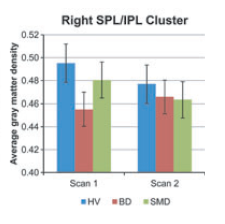 Right SPL/IPL Cluster
Average gray matter density
0.52
0.50
0.48
0.46
0.44
0.42
0.40
Scan 1 Scan 2
HV BD SMD